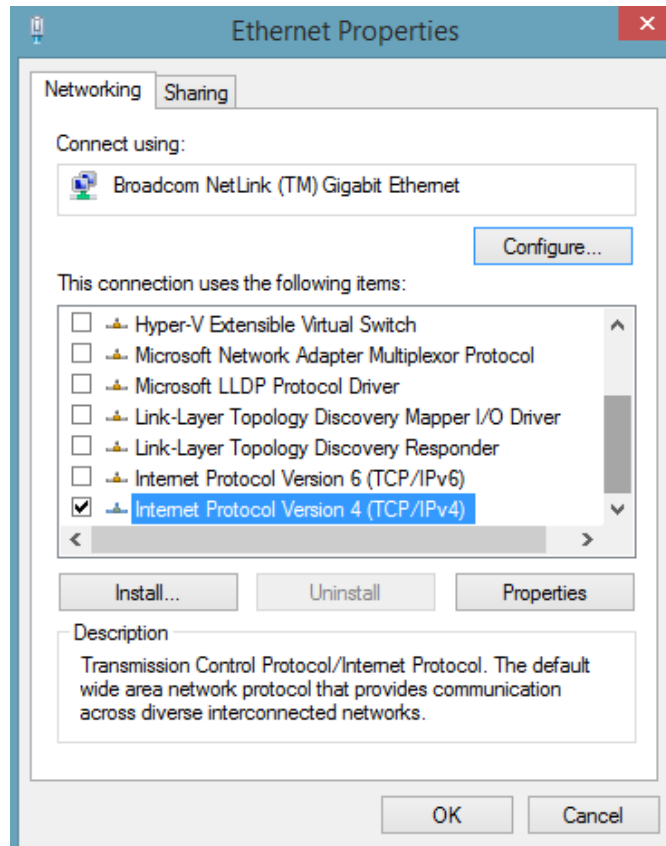 Ethernet Properties
Networking
Sharing
Connect using:
Broadcom NetLink (TM) Gigabit Ethernet
Configure...
This connection uses the following items:
Hyper-V Extensible Virtual Switch
Microsoft Network Adapter Multiplexor Protocol
Microsoft LLDP Protocol Driver
Link-Layer Topology Discovery Mapper I/O Driver
Link-Layer Topology Discovery Responder
Internet Protocol Version 6 (TCP/IPv6)
Internet Protocol Version 4 (TCP/IPv4)
Install...
Uninstall
Properties
Description
Transmission Control Protocol/Internet Protocol. The default
wide area network protocol that provides communication
across diverse interconnected networks.
OK
Cancel